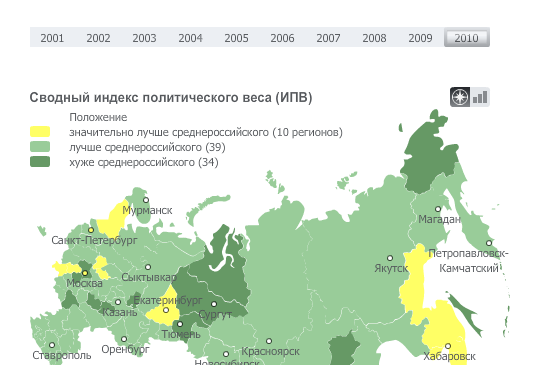 2001 2002 2003 2004 2005 2006 2007 2008 2009 2010
Сводный индекс политического веса (ИПВ)
Положение
значительно лучше среднероссийского (10 регионов)
лучше среднероссийского (39)
хуже среднероссийского (34)
Мурманск
Магадан
Санкт-Петербург
Петропавловск-
Камчатский
Якутск
Сыктывкар
Москва
Екатеринбург
Казань
Сургут
Тюмень
Оренбург
Красноярск
Ставрополь
Хабаровск
Новосибирск